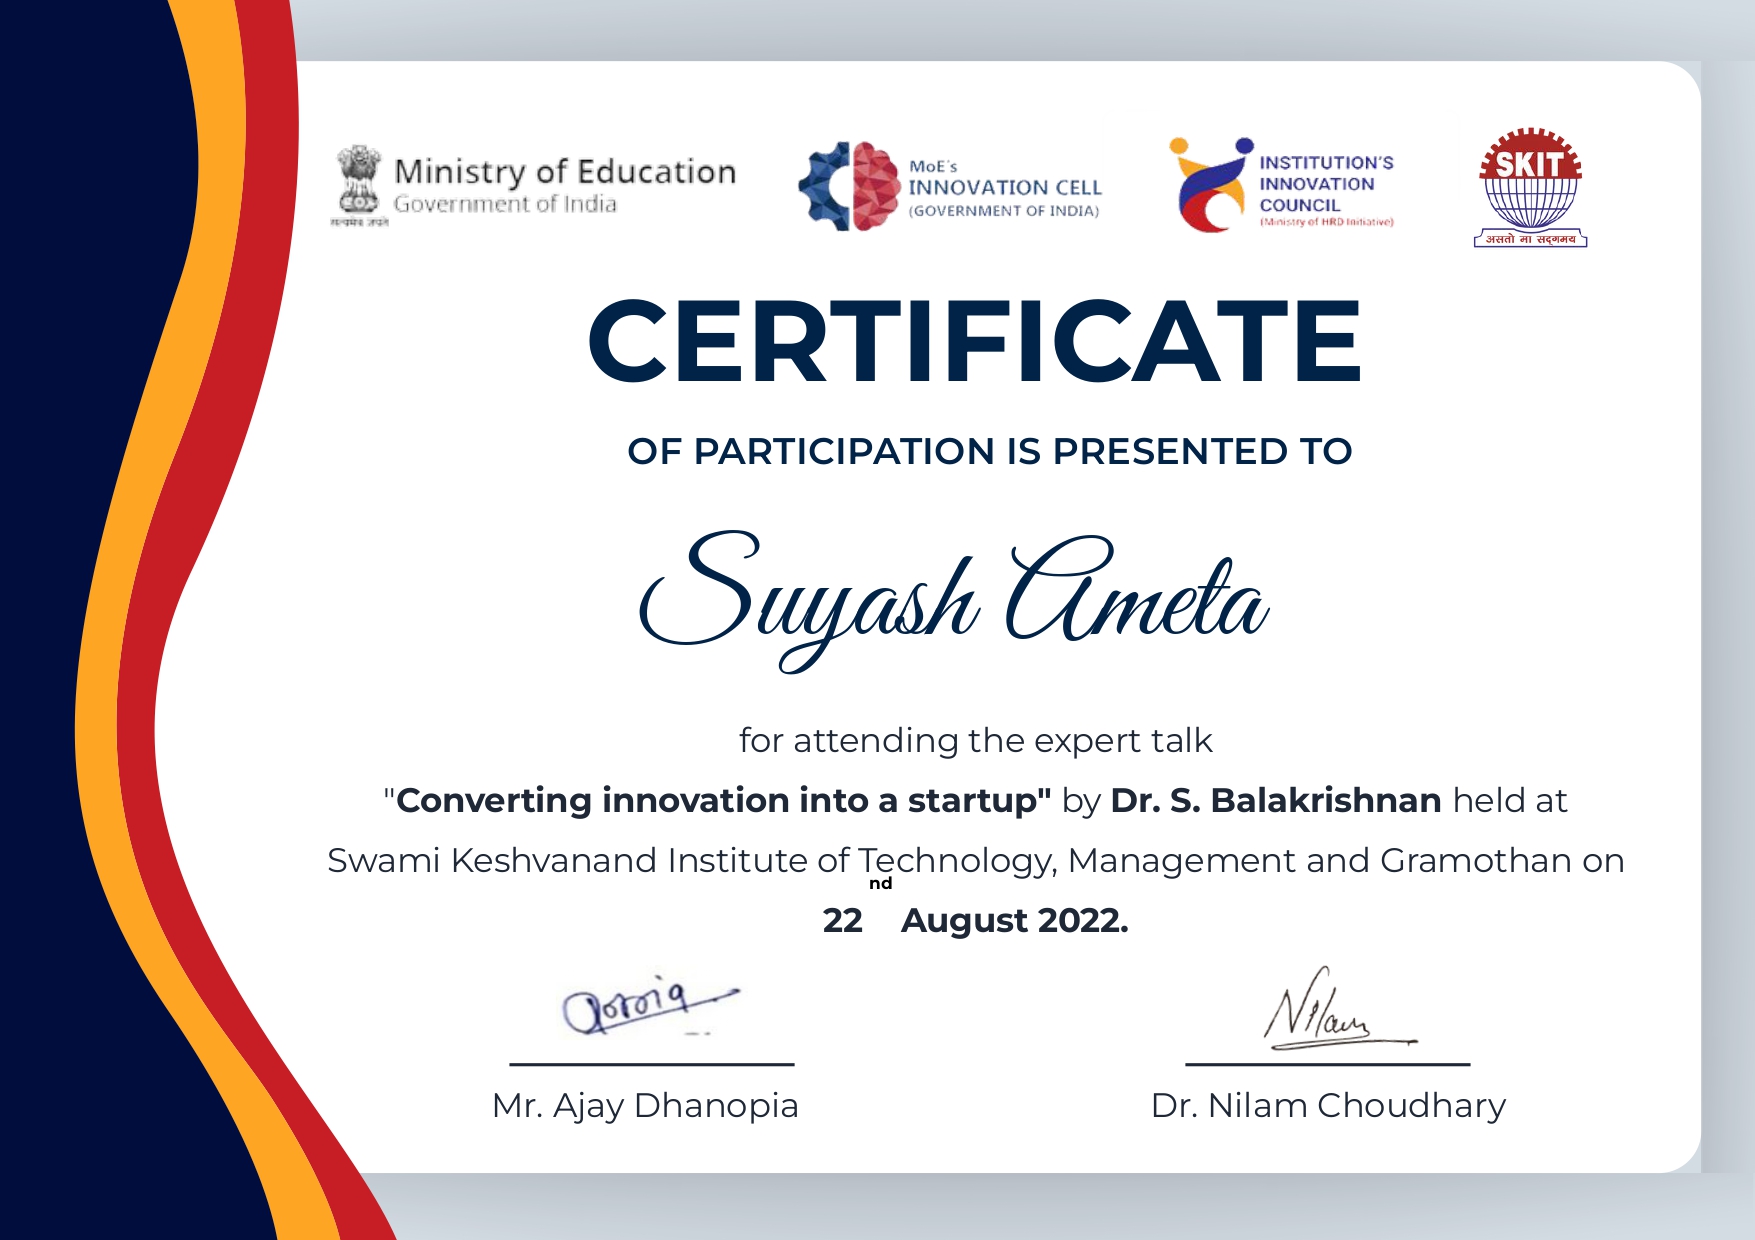 Ministry of Education
Government of India
सत्यमेव जयते
MoE's
INNOVATION CELL
(GOVERNMENT OF INDIA)
INSTITUTION'S
INNOVATION
COUNCIL
(Ministry of HRD Initiative)
SKIT
असतो मा सद्गमय
CERTIFICATE
OF PARTICIPATION IS PRESENTED TO
Suyash Ameta
for attending the expert talk
"Converting innovation into a startup" by Dr. S. Balakrishnan held at
Swami Keshvanand Institute of Technology, Management and Gramothan on
22nd August 2022.
Nilam
Mr. Ajay Dhanopia
Dr. Nilam Choudhary